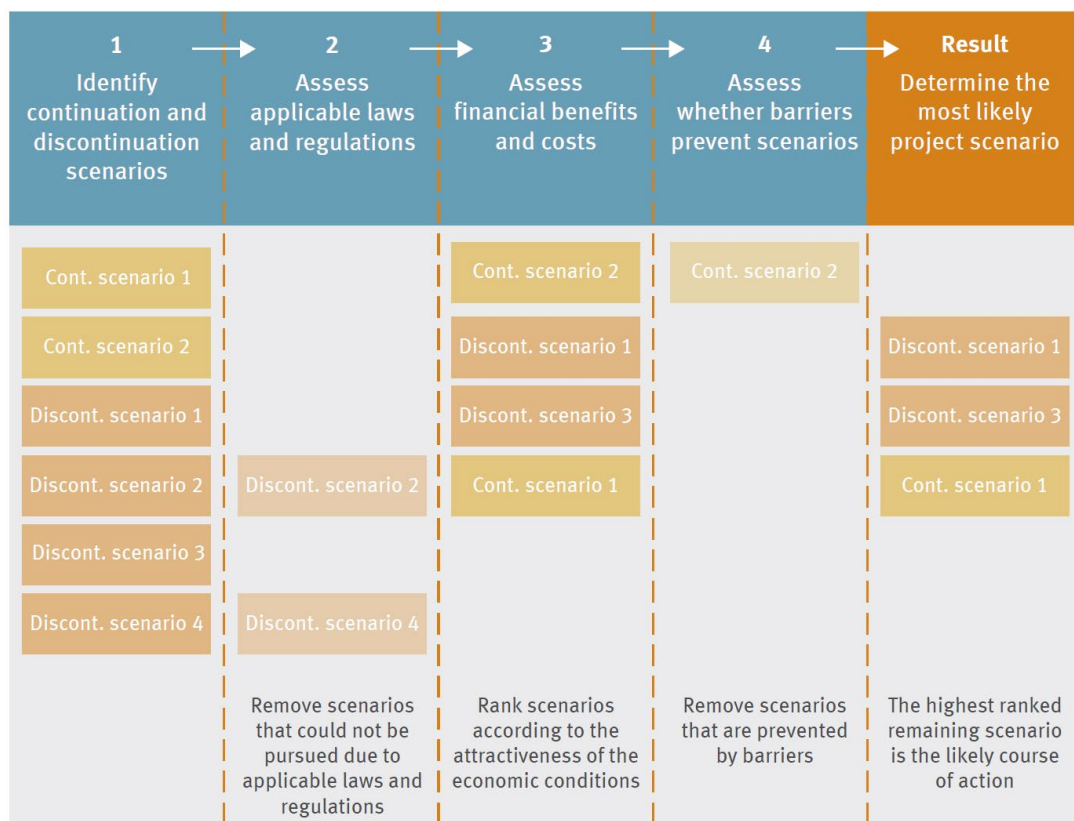 1
Identify
continuation and
discontinuation
scenarios
2
Assess
applicable laws
and regulations
3
Assess
financial benefits
and costs
4
Assess
whether barriers
prevent scenarios
Result
Determine the
most likely
project scenario
Cont. scenario 1
Cont. scenario 2
Discont. scenario 1
Discont. scenario 2
Discont. scenario 3
Discont. scenario 4
Discont. scenario 2
Discont. scenario 4
Remove scenarios
that could not be
pursued due to
applicable laws and
regulations
Cont. scenario 2
Discont. scenario 1
Discont. scenario 3
Cont. scenario 1
Rank scenarios
according to the
attractiveness of the
economic conditions
Cont. scenario 2
Remove scenarios
that are prevented
by barriers
Discont. scenario 1
Discont. scenario 3
Cont. scenario 1
The highest ranked
remaining scenario
is the likely course
of action